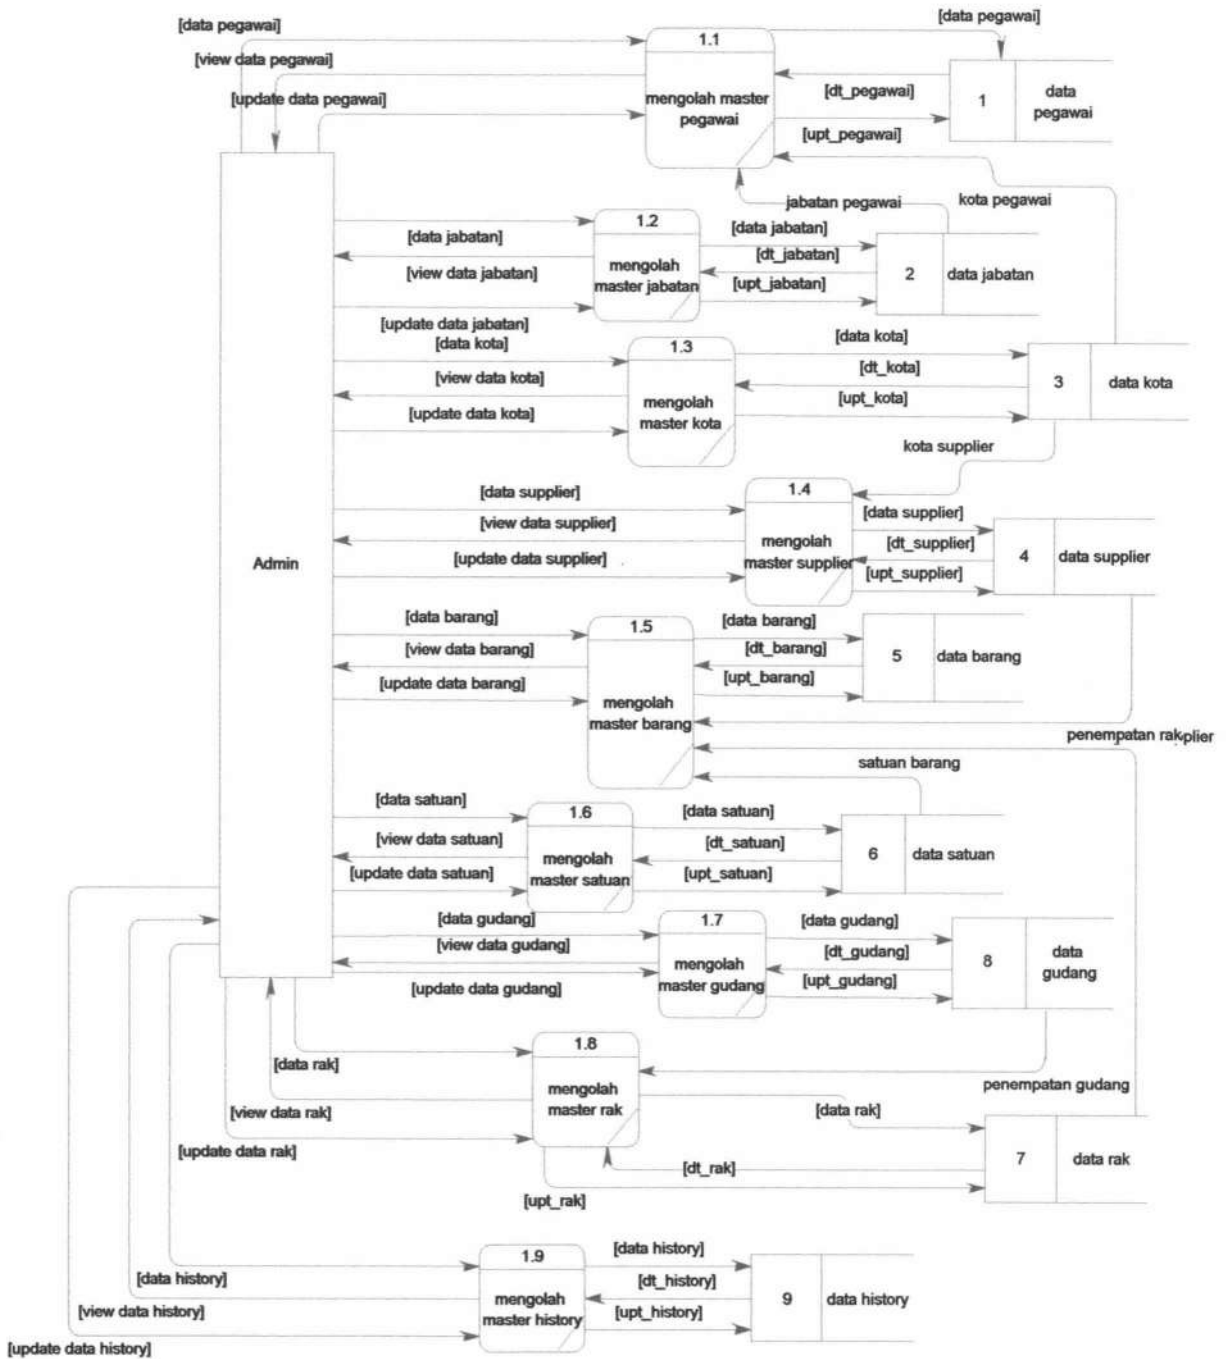 [data pegawai]
[data pegawai]
1.1
[view data pegawai]
[dt_pegawai]
1
data
pegawai
[update data pegawai]
mengolah master
pegawai
[upt_pegawai]
jabatan pegawai
kota pegawai
1.2
[data jabatan]
[data jabatan]
[dt_jabatan]
[view data jabatan]
mengolah
master jabatan
[upt_jabatan]
2
data jabatan
[update data jabatan]
[data kota]
1.3
[data kota]
[view data kota]
[dt_kota]
3
data kota
[update data kota]
mengolah
master kota
[upt_kota]
kota supplier
[data supplier]
1.4
[data supplier]
[view data supplier]
mengolah
master supplier
[dt_supplier]
4
data supplier
[update data supplier]
[upt_supplier]
Admin
[data barang]
1.5
[data barang]
[view data barang]
[dt_barang]
5
data barang
[update data barang]
mengolah
master barang
[upt_barang]
penempatan rak
plier
satuan barang
[data satuan]
1.6
[data satuan]
[view data satuan]
mengolah
master satuan
[dt_satuan]
6
data satuan
[update data satuan]
[upt_satuan]
[data gudang]
1.7
[data gudang]
[view data gudang]
mengolah
master gudang
[dt_gudang]
8
data
gudang
[update data gudang]
[upt_gudang]
1.8
[data rak]
mengolah
master rak
penempatan gudang
[view data rak]
[data rak]
[update data rak]
[dt_rak]
7
data rak
[upt_rak]
1.9
[data history]
[data history]
[dt_history]
[view data history]
mengolah
master history
[upt_history]
9
data history
[update data history]